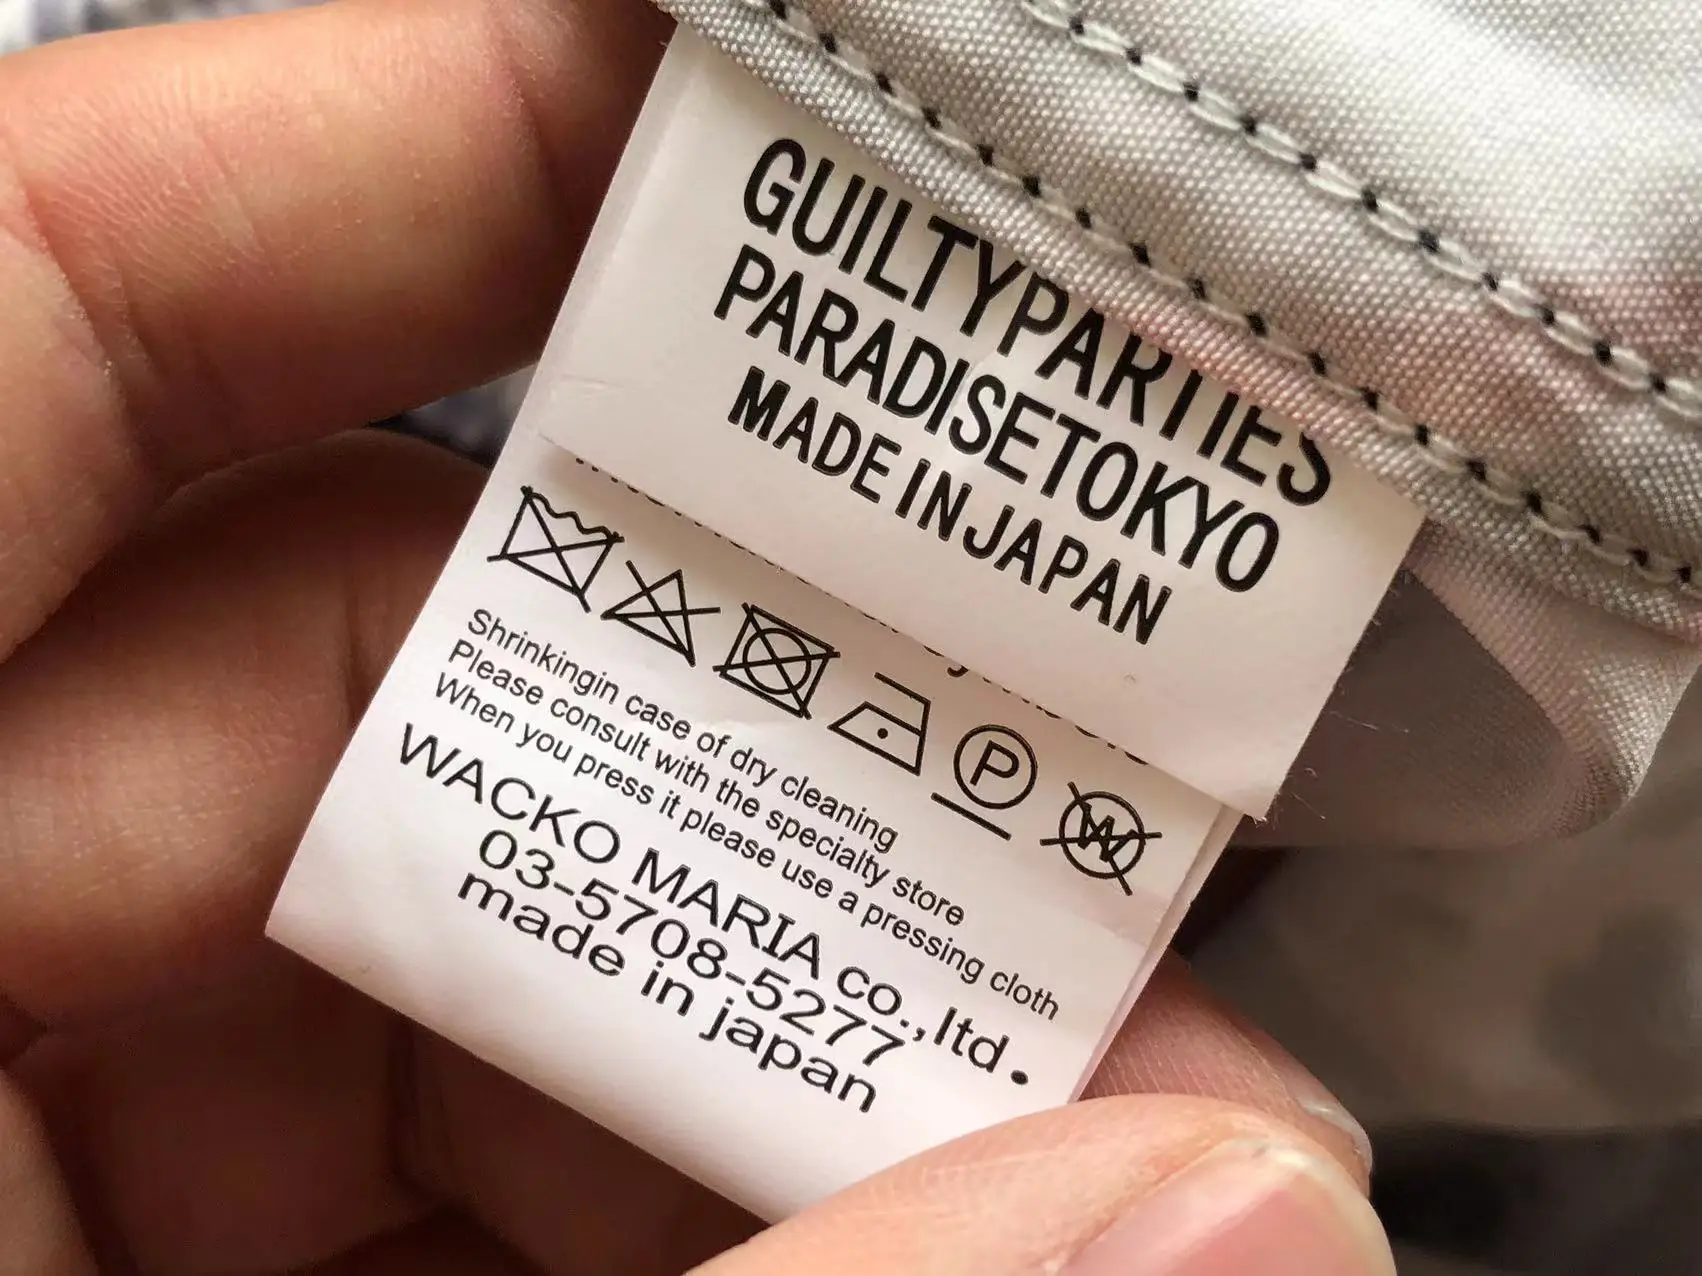 GUILTYPARTIES
PARADISETOKYO
MADE IN JAPAN
P
W
Shrinkingin case of dry cleaning
Please consult with the specialty store
When you press it please use a pressing cloth
WACKO MARIA co.,ltd.
03-5708-5277
made in japan